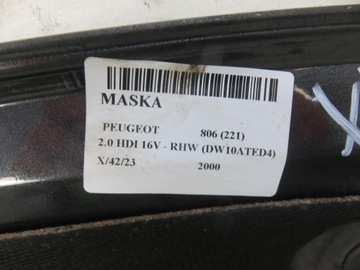 MASKA
PEUGEOT 806 (221)
2.0 HDI 16V - RHW (DW10ATED4)
X/42/23 2000